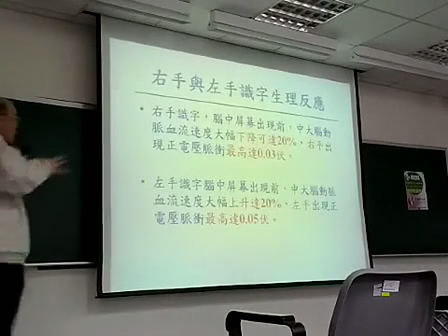 右手與左手識字生理反應
• 右手識字，腦中屏幕出現前，中大腦動
脈血流速度大幅下降可達20%，右手出
現正電壓脈衝最高達0.03伏。
• 左手識字腦中屏幕出現前，中大腦動脈
血流速度大幅上升達20%，左手出現正
電壓脈衝最高達0.05伏。